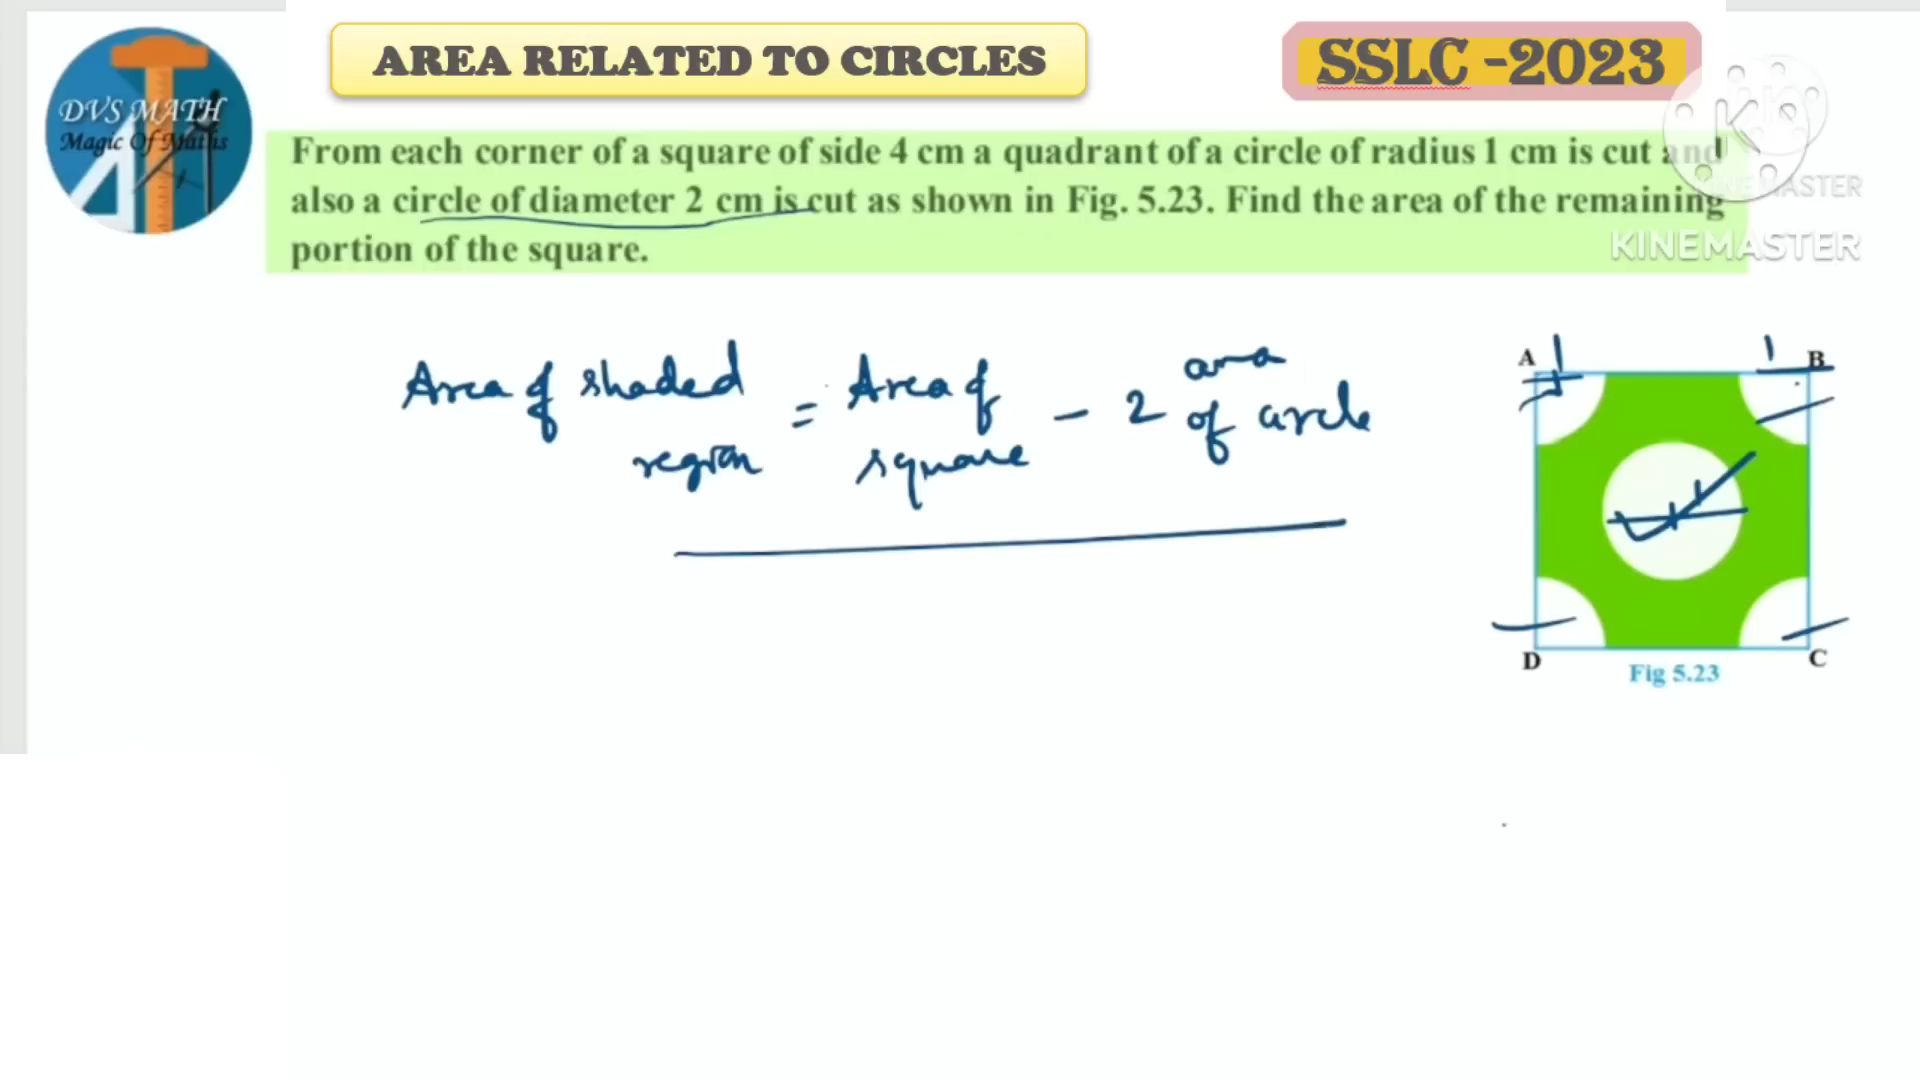 AREA RELATED TO CIRCLES
SSLC -2023
DVS MATH
Magic Of Maths
From each corner of a square of side 4 cm a quadrant of a circle of radius 1 cm is cut and
also a circle of diameter 2 cm is cut as shown in Fig. 5.23. Find the area of the remaining
portion of the square.
KINEMASTER
KINEMASTER
Area of shaded region = Area of square - 2 area of circle
A 1 1 B
D C
Fig 5.23